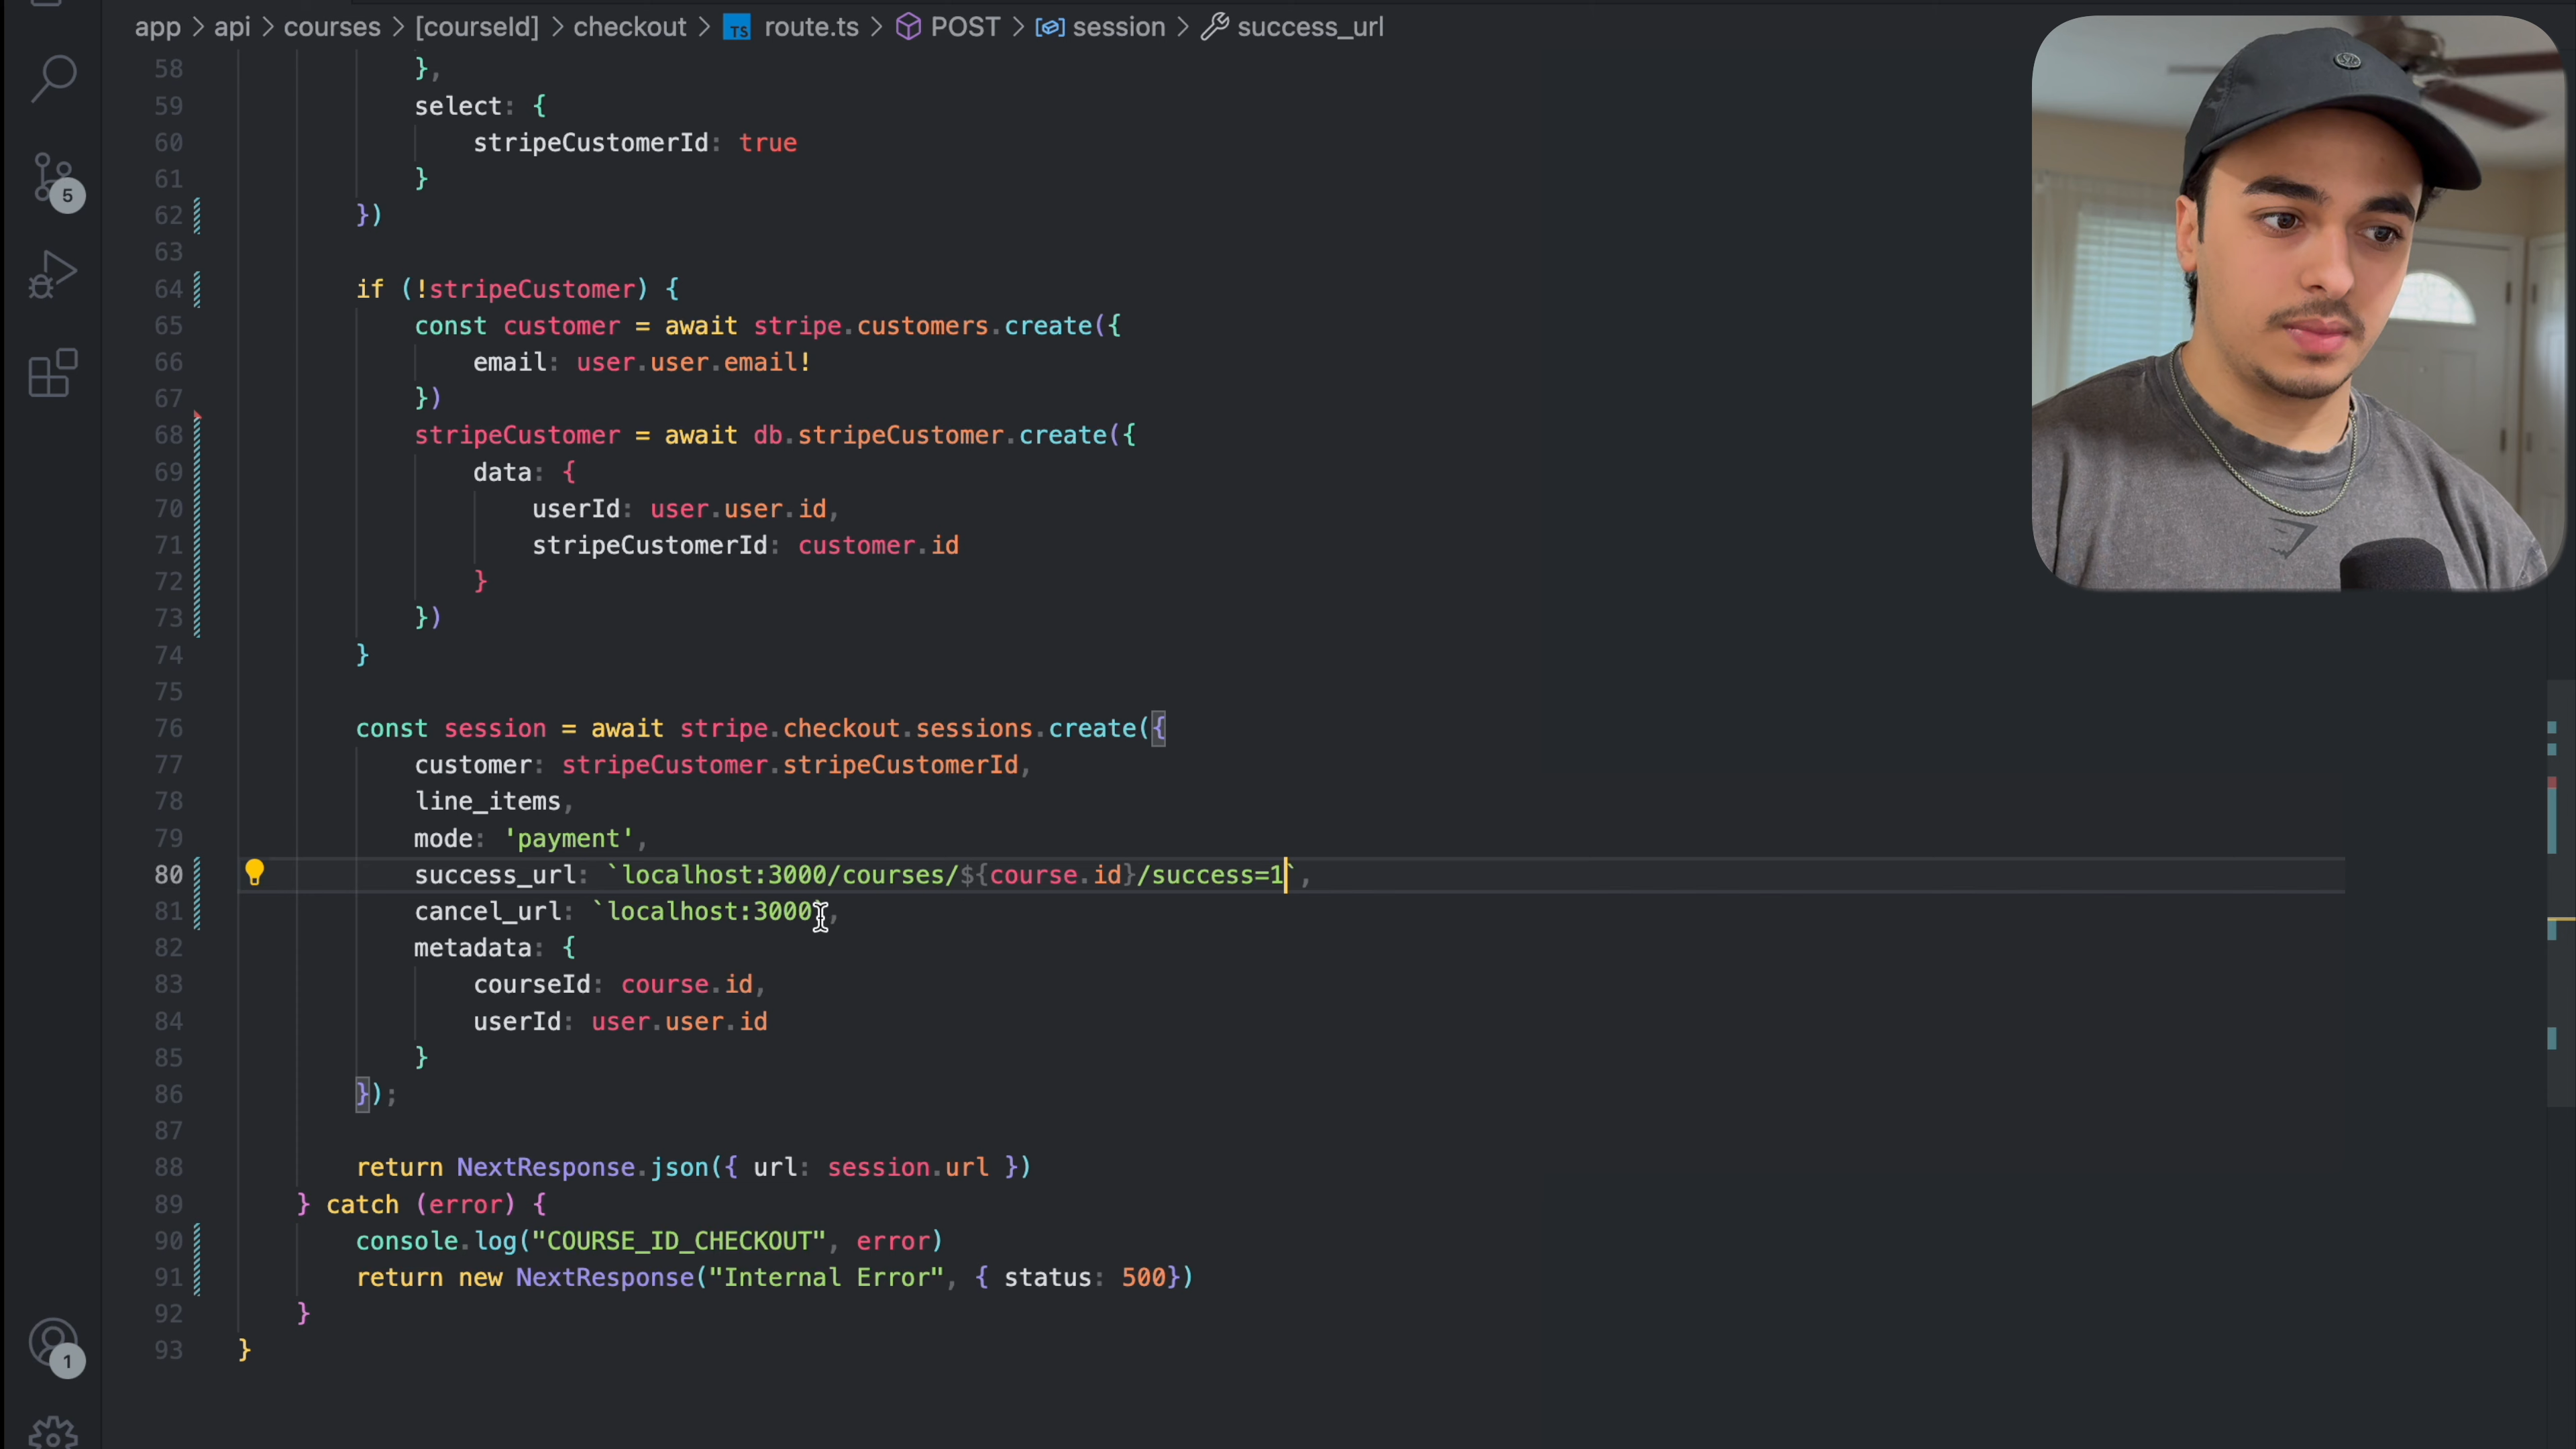 app > api > courses > [courseId] > checkout > TS route.ts > POST > session > success_url
58 },
59 select: {
60 stripeCustomerId: true
61 }
62 })
63
64 if (!stripeCustomer) {
65 const customer = await stripe.customers.create({
66 email: user.user.email!
67 })
68 stripeCustomer = await db.stripeCustomer.create({
69 data: {
70 userId: user.user.id,
71 stripeCustomerId: customer.id
72 }
73 })
74 }
75
76 const session = await stripe.checkout.sessions.create({
77 customer: stripeCustomer.stripeCustomerId,
78 line_items,
79 mode: 'payment',
80 success_url: `localhost:3000/courses/${course.id}/success=1`,
81 cancel_url: `localhost:3000`,
82 metadata: {
83 courseId: course.id,
84 userId: user.user.id
85 }
86 });
87
88 return NextResponse.json({ url: session.url })
89 } catch (error) {
90 console.log("COURSE_ID_CHECKOUT", error)
91 return new NextResponse("Internal Error", { status: 500})
92 }
93 }
5
1